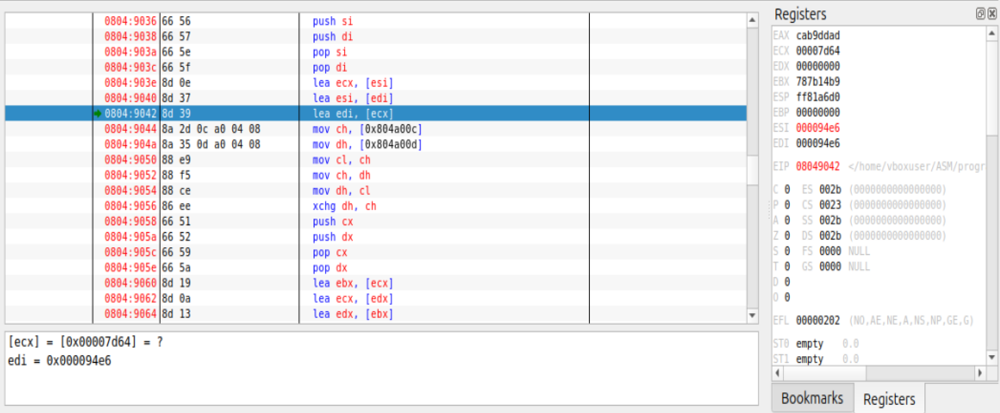 0804:9036 66 56 push si
0804:9038 66 57 push di
0804:903a 66 5e pop si
0804:903c 66 5f pop di
0804:903e 8d 0e lea ecx, [esi]
0804:9040 8d 37 lea esi, [edi]
0804:9042 8d 39 lea edi, [ecx]
0804:9044 8a 2d 0c a0 04 08 mov ch, [0x804a00c]
0804:904a 8a 35 0d a0 04 08 mov dh, [0x804a00d]
0804:9050 88 e9 mov cl, ch
0804:9052 88 f5 mov ch, dh
0804:9054 88 ce mov dh, cl
0804:9056 86 ee xchg dh, ch
0804:9058 66 51 push cx
0804:905a 66 52 push dx
0804:905c 66 59 pop cx
0804:905e 66 5a pop dx
0804:9060 8d 19 lea ebx, [ecx]
0804:9062 8d 0a lea ecx, [edx]
0804:9064 8d 13 lea edx, [ebx]
[ecx] = [0x00007d64] = ?
edi = 0x000094e6
Registers
EAX cab9ddad
ECX 00007d64
EDX 00000000
EBX 787b14b9
ESP ff81a6d0
EBP 00000000
ESI 000094e6
EDI 000094e6
EIP 08049042 </home/vboxuser/ASM/progr
C 0 ES 002b (0000000000000000)
P 0 CS 0023 (0000000000000000)
A 0 SS 002b (0000000000000000)
Z 0 DS 002b (0000000000000000)
S 0 FS 0000 NULL
T 0 GS 0000 NULL
D 0
O 0
EFL 00000202 (NO,AE,NE,A,NS,NP,GE,G)
ST0 empty 0.0
ST1 empty 0.0
Bookmarks
Registers